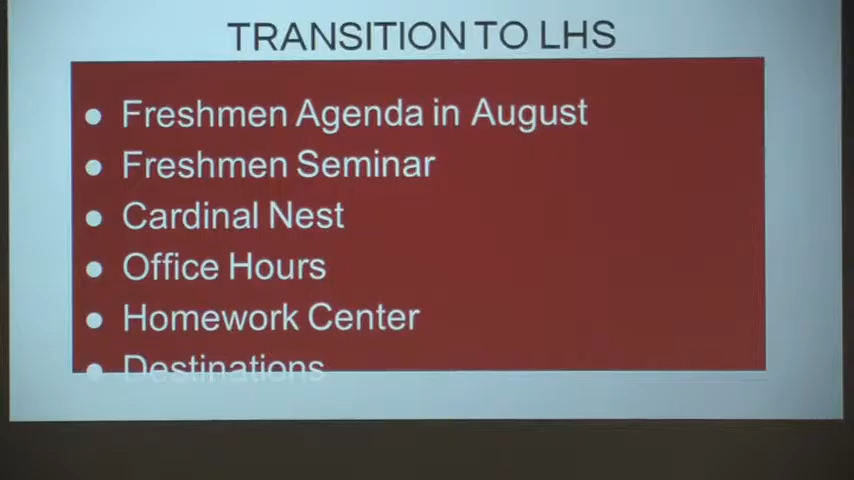 TRANSITION TO LHS
● Freshmen Agenda in August
● Freshmen Seminar
● Cardinal Nest
● Office Hours
● Homework Center
● Destinations